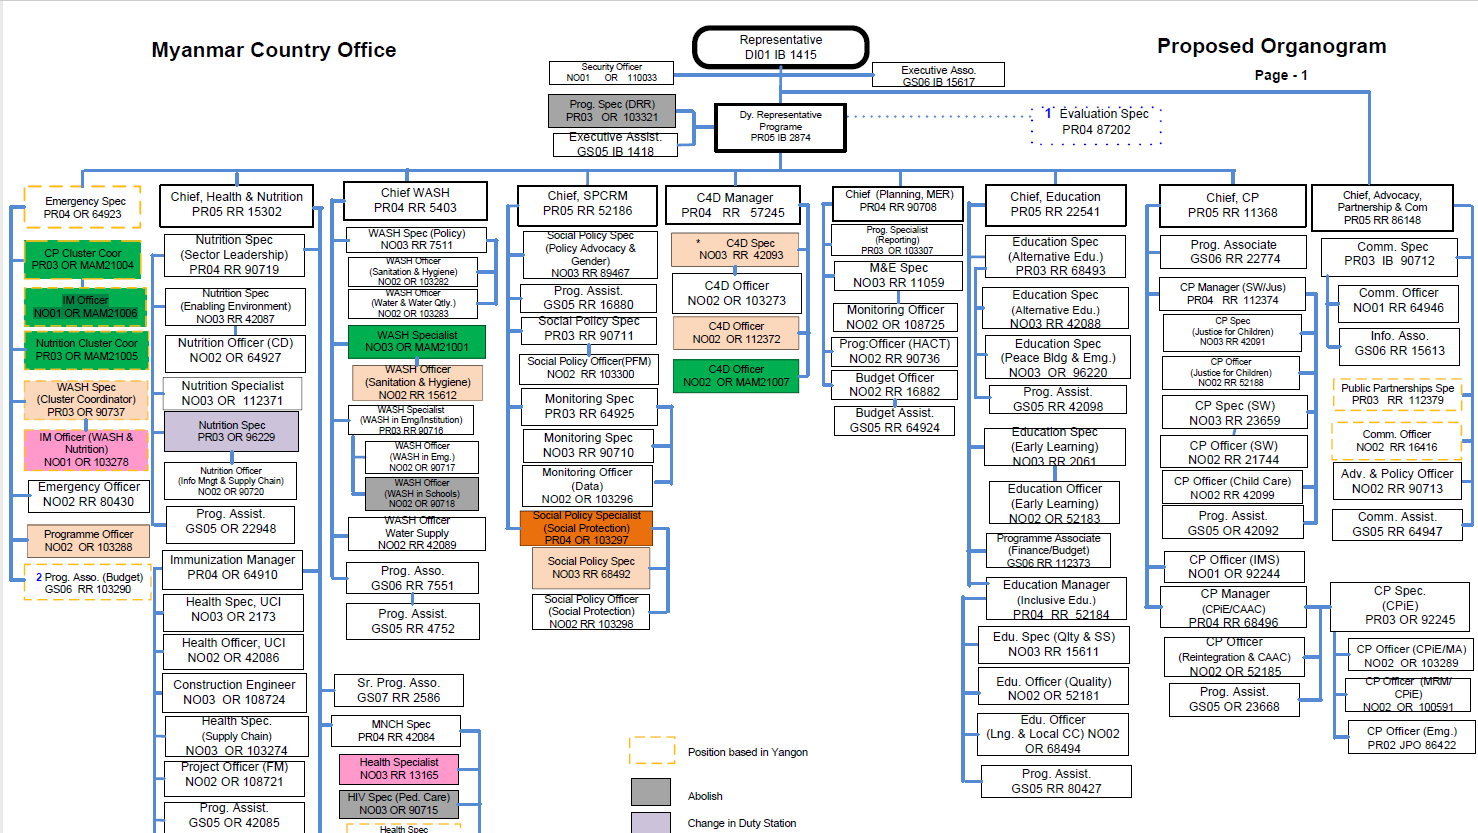 Myanmar Country Office
Proposed Organogram
Page - 1
Representative
DI01 IB 1415
Security Officer
NO01 OR 110033
Executive Asso.
GS06 IB 15617
Prog. Spec (DRR)
PR03 OR 103321
Executive Assist.
GS05 IB 1418
Dy. Representative
Programe
PR05 IB 2874
1 Evaluation Spec
PR04 87202
Emergency Spec
PR04 OR 64923
CP Cluster Coor
PR03 OR MAM21004
IM Officer
NO01 OR MAM21006
Nutrition Cluster Coor
PR03 OR MAM21005
WASH Spec
(Cluster Coordinator)
PR03 OR 90737
IM Officer (WASH &
Nutrition)
NO01 OR 103278
Emergency Officer
NO02 RR 80430
Programme Officer
NO02 OR 103288
2 Prog. Asso. (Budget)
GS06 RR 103290
Chief, Health & Nutrition
PR05 RR 15302
Nutrition Spec
(Sector Leadership)
PR04 RR 90719
Nutrition Spec
(Enabling Environment)
NO03 RR 42087
Nutrition Officer (CD)
NO02 OR 64927
Nutrition Specialist
NO03 OR 112371
Nutrition Spec
PR03 OR 96229
Nutrition Officer
(Info Mngt & Supply Chain)
NO02 OR 90720
Prog. Assist.
GS05 OR 22948
Immunization Manager
PR04 OR 64910
Health Spec, UCI
NO03 OR 2173
Health Officer, UCI
NO02 OR 42086
Construction Engineer
NO03 OR 108724
Health Spec.
(Supply Chain)
NO03 OR 103274
Project Officer (FM)
NO02 OR 108721
Prog. Assist.
GS05 OR 42085
Chief WASH
PR04 RR 5403
WASH Spec (Policy)
NO03 RR 7511
WASH Officer
(Sanitation & Hygiene)
NO02 OR 103282
WASH Officer
(Water & Water Qtly.)
NO02 OR 103283
WASH Specialist
NO03 OR MAM21001
WASH Officer
(Sanitation & Hygiene)
NO02 RR 15612
WASH Specialist
(WASH in Emg/Institution)
PR03 RR 90716
WASH Officer
(WASH in Emg.)
NO02 OR 90717
WASH Officer
(WASH in Schools)
NO02 OR 90718
WASH Officer
Water Supply
NO02 RR 42089
Prog. Asso.
GS06 RR 7551
Prog. Assist.
GS05 RR 4752
Sr. Prog. Asso.
GS07 RR 2586
MNCH Spec
PR04 RR 42084
Health Specialist
NO03 RR 13165
HIV Spec (Ped. Care)
NO03 OR 90715
Health Spec
Chief, SPCRM
PR05 RR 52186
Social Policy Spec
(Policy Advocacy &
Gender)
NO03 RR 89467
Prog. Assist.
GS05 RR 16880
Social Policy Spec
PR03 RR 90711
Social Policy Officer(PFM)
NO02 RR 103300
Monitoring Spec
PR03 RR 64925
Monitoring Spec
NO03 RR 90710
Monitoring Officer
(Data)
NO02 OR 103296
Social Policy Specialist
(Social Protection)
PR04 OR 103297
Social Policy Spec
NO03 RR 68492
Social Policy Officer
(Social Protection)
NO02 RR 103298
C4D Manager
PR04 RR 57245
* C4D Spec
NO03 RR 42093
C4D Officer
NO02 OR 103273
C4D Officer
NO02 OR 112372
C4D Officer
NO02 OR MAM21007
Chief (Planning, MER)
PR04 RR 90708
Prog. Specialist
(Reporting)
PR03 OR 103307
M&E Spec
NO03 RR 11059
Monitoring Officer
NO02 OR 108725
Prog:Officer (HACT)
NO02 RR 90736
Budget Officer
NO02 RR 16882
Budget Assist.
GS05 RR 64924
Chief, Education
PR05 RR 22541
Education Spec
(Alternative Edu.)
PR03 RR 68493
Education Spec
(Alternative Edu.)
NO03 RR 42088
Education Spec
(Peace Bldg & Emg.)
NO03 OR 96220
Prog. Assist.
GS05 RR 42098
Education Spec
(Early Learning)
NO03 RR 2061
Education Officer
(Early Learning)
NO02 OR 52183
Programme Associate
(Finance/Budget)
GS06 RR 112373
Education Manager
(Inclusive Edu.)
PR04 RR 52184
Edu. Spec (Qlty & SS)
NO03 RR 15611
Edu. Officer (Quality)
NO02 OR 52181
Edu. Officer
(Lng. & Local CC) NO02
OR 68494
Prog. Assist.
GS05 RR 80427
Chief, CP
PR05 RR 11368
Prog. Associate
GS06 RR 22774
CP Manager (SW/Jus)
PR04 RR 112374
CP Spec
(Justice for Children)
NO03 RR 42091
CP Officer
(Justice for Children)
NO02 RR 52188
CP Spec (SW)
NO03 RR 23659
CP Officer (SW)
NO02 RR 21744
CP Officer (Child Care)
NO02 RR 42099
Prog. Assist.
GS05 OR 42092
CP Officer (IMS)
NO01 OR 92244
CP Manager
(CPiE/CAAC)
PR04 RR 68496
CP Officer
(Reintegration & CAAC)
NO02 OR 52185
Prog. Assist.
GS05 OR 23668
Chief, Advocacy,
Partnership & Com
PR05 RR 86148
Comm. Spec
PR03 IB 90712
Comm. Officer
NO01 RR 64946
Info. Asso.
GS06 RR 15613
Public Partnerships Spe
PR03 RR 112379
Comm. Officer
NO02 RR 16416
Adv. & Policy Officer
NO02 RR 90713
Comm. Assist.
GS05 RR 64947
CP Spec.
(CPiE)
PR03 OR 92245
CP Officer (CPiE/MA)
NO02 OR 103289
CP Officer (MRM/
CPiE)
NO02 OR 100591
CP Officer (Emg.)
PR02 JPO 86422
Position based in Yangon
Abolish
Change in Duty Station